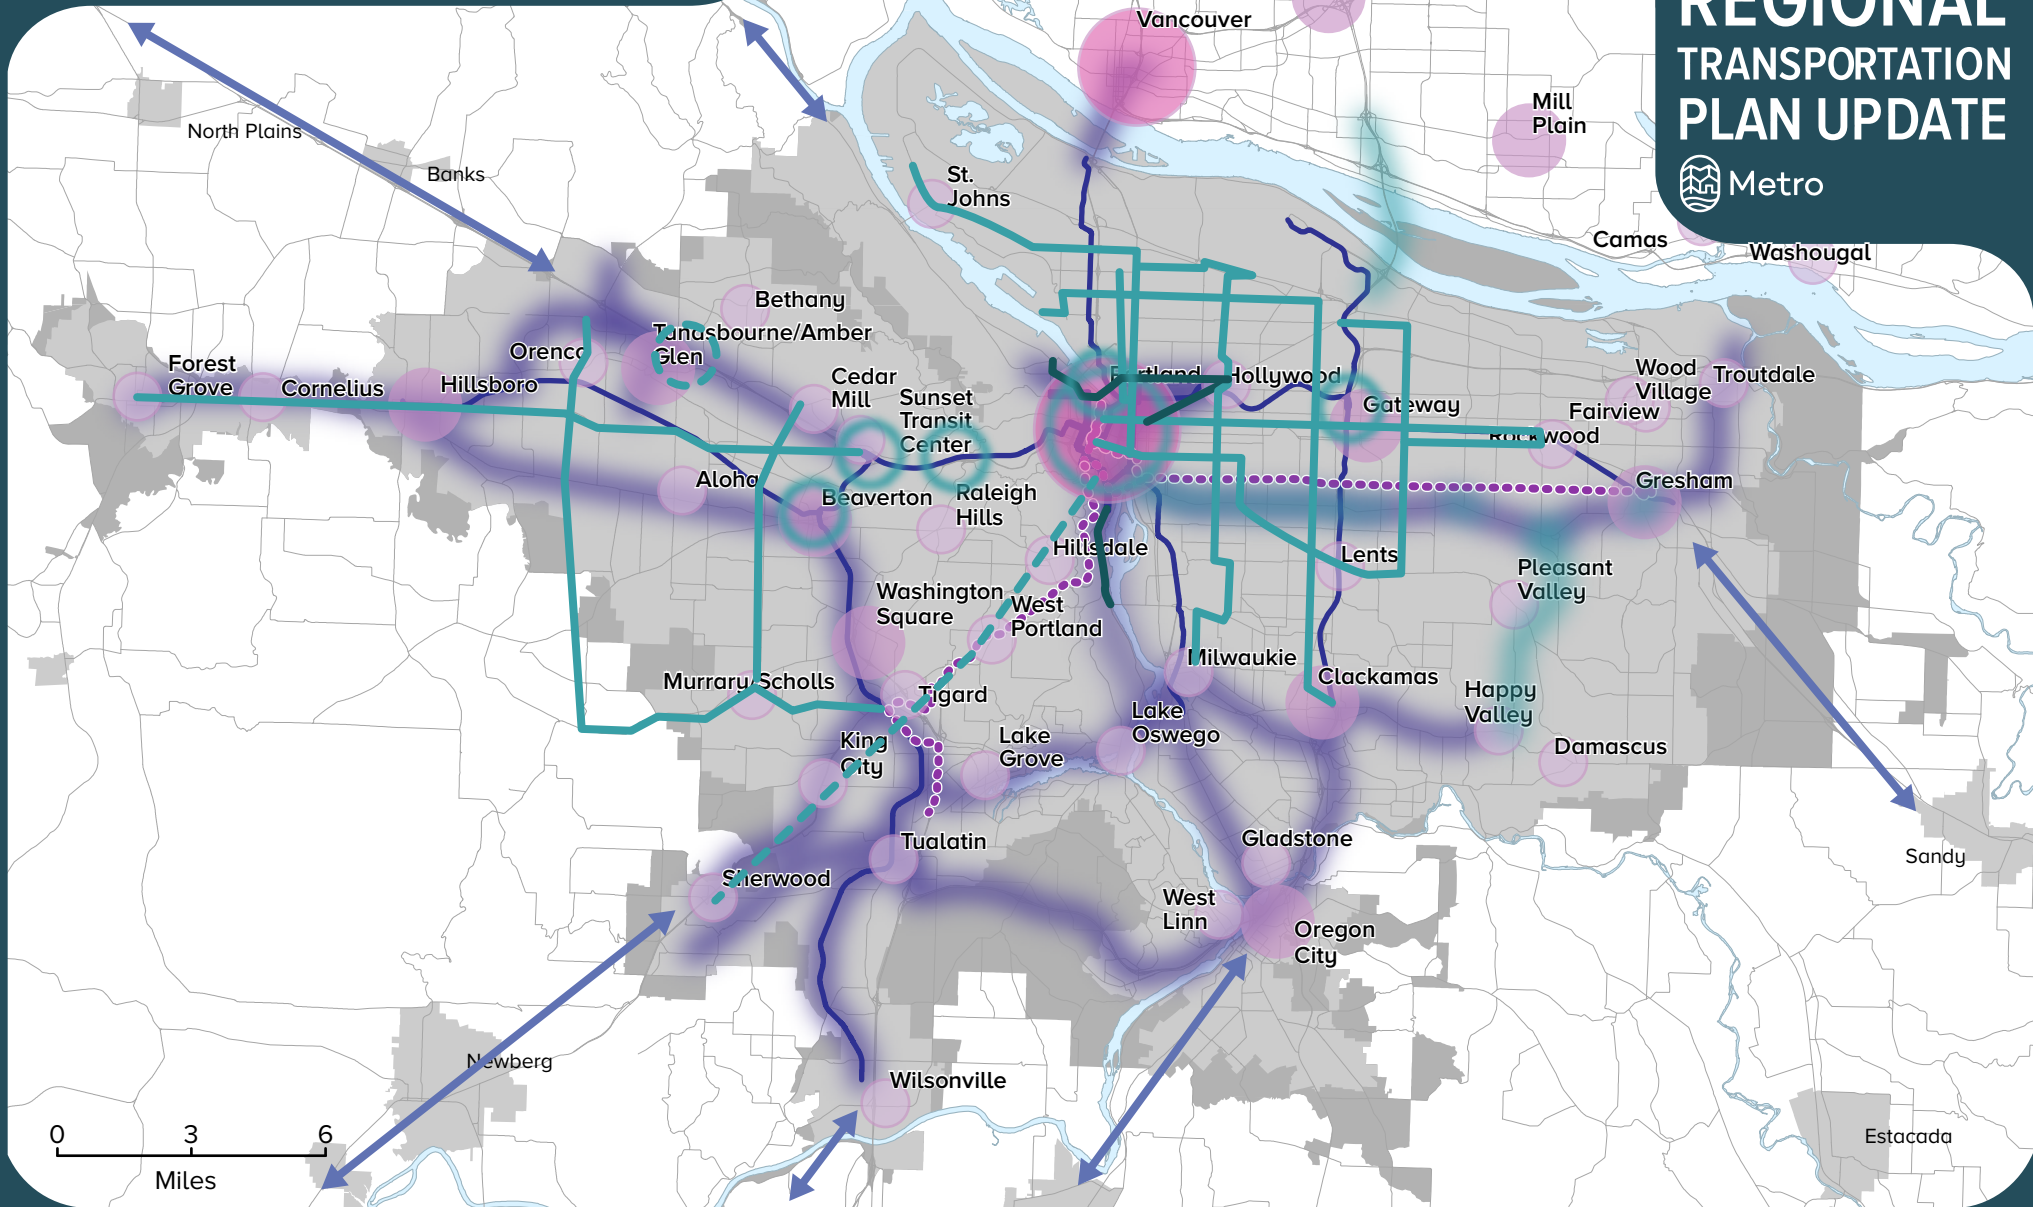 REGIONAL
TRANSPORTATION
PLAN UPDATE
Metro
Vancouver
Mill
Plain
North Plains
Banks
St.
Johns
Camas
Washougal
Bethany
Tanasbourne/Amber
Glen
Orenco
Forest
Grove
Cornelius
Hillsboro
Cedar
Mill
Sunset
Transit
Center
Portland
Hollywood
Gateway
Wood
Village
Troutdale
Fairview
Rockwood
Aloha
Beaverton
Raleigh
Hills
Gresham
Hillsdale
Lents
Pleasant
Valley
Washington
Square
West
Portland
Milwaukie
Clackamas
Murrary/Scholls
Tigard
Happy
Valley
Lake
Oswego
King
City
Lake
Grove
Damascus
Tualatin
Gladstone
Sandy
Sherwood
West
Linn
Oregon
City
Newberg
Wilsonville
Estacada
0 3 6
Miles